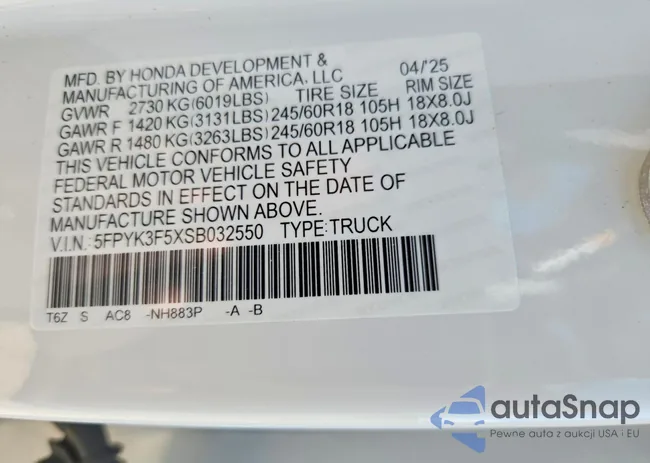 MFD. BY HONDA DEVELOPMENT &
MANUFACTURING OF AMERICA, LLC 04/'25
GVWR 2730 KG(6019LBS) TIRE SIZE RIM SIZE
GAWR F 1420 KG(3131LBS) 245/60R18 105H 18X8.0J
GAWR R 1480 KG(3263LBS) 245/60R18 105H 18X8.0J
THIS VEHICLE CONFORMS TO ALL APPLICABLE
FEDERAL MOTOR VEHICLE SAFETY
STANDARDS IN EFFECT ON THE DATE OF
MANUFACTURE SHOWN ABOVE.
V.I.N.: 5FPYK3F5XSB032550 TYPE: TRUCK
T6Z S AC8 -NH883P -A -B
autoSnap
Pewne auta z aukcji USA i EU